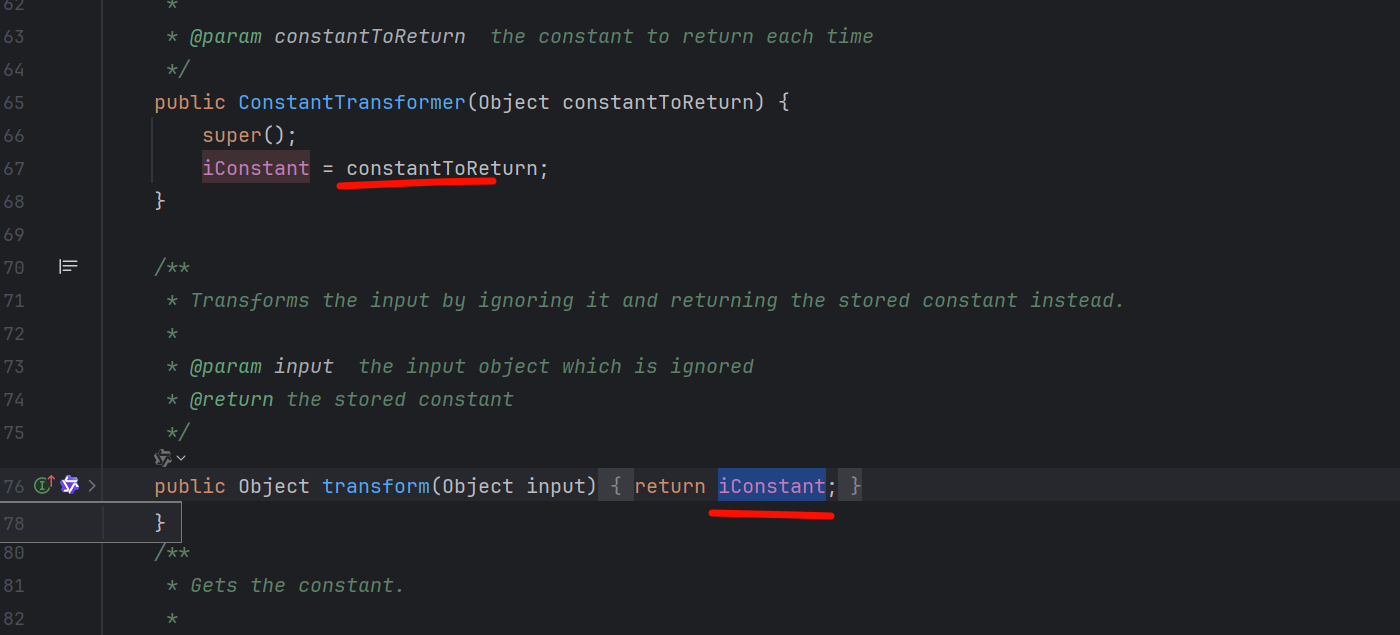 62 *
63 * @param constantToReturn  the constant to return each time
64 */
65 public ConstantTransformer(Object constantToReturn) {
66 super();
67 iConstant = constantToReturn;
68 }
69
70 /**
71 * Transforms the input by ignoring it and returning the stored constant instead.
72 *
73 * @param input  the input object which is ignored
74 * @return the stored constant
75 */
76 public Object transform(Object input) { return iConstant; }
78 }
80 /**
81 * Gets the constant.
82 *